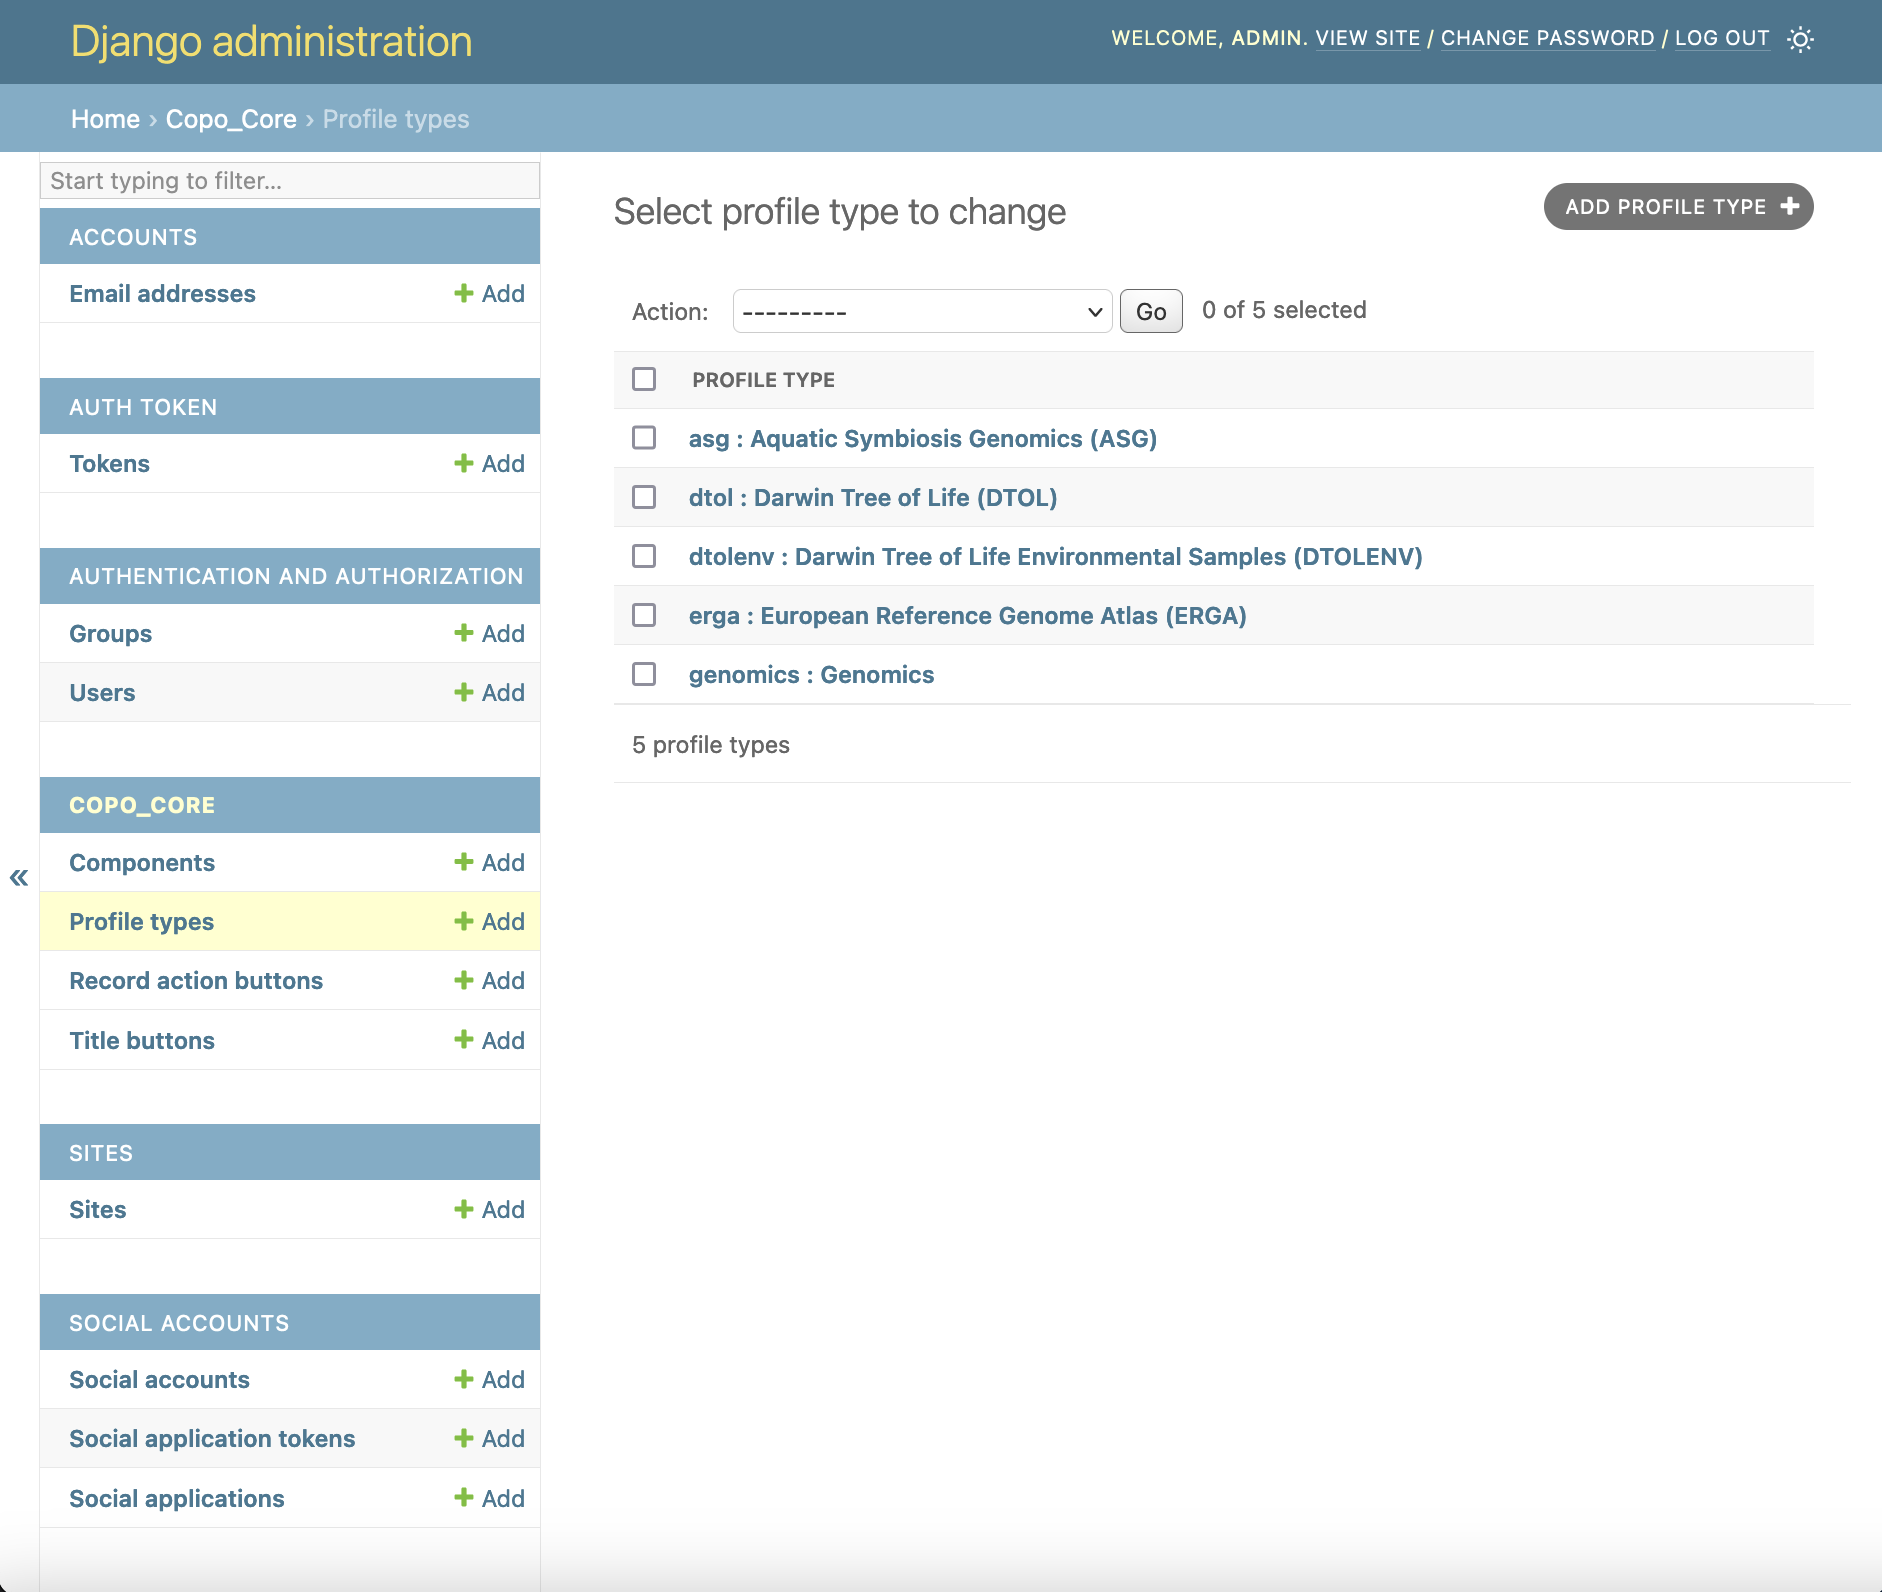 Django administration
WELCOME, ADMIN. VIEW SITE / CHANGE PASSWORD / LOG OUT
Home › Copo_Core › Profile types
Start typing to filter...
ACCOUNTS
Email addresses Add
AUTH TOKEN
Tokens Add
AUTHENTICATION AND AUTHORIZATION
Groups Add
Users Add
COPO_CORE
Components Add
Profile types Add
Record action buttons Add
Title buttons Add
SITES
Sites Add
SOCIAL ACCOUNTS
Social accounts Add
Social application tokens Add
Social applications Add
«
Select profile type to change
ADD PROFILE TYPE
Action: --------- Go 0 of 5 selected
PROFILE TYPE
asg : Aquatic Symbiosis Genomics (ASG)
dtol : Darwin Tree of Life (DTOL)
dtolenv : Darwin Tree of Life Environmental Samples (DTOLENV)
erga : European Reference Genome Atlas (ERGA)
genomics : Genomics
5 profile types